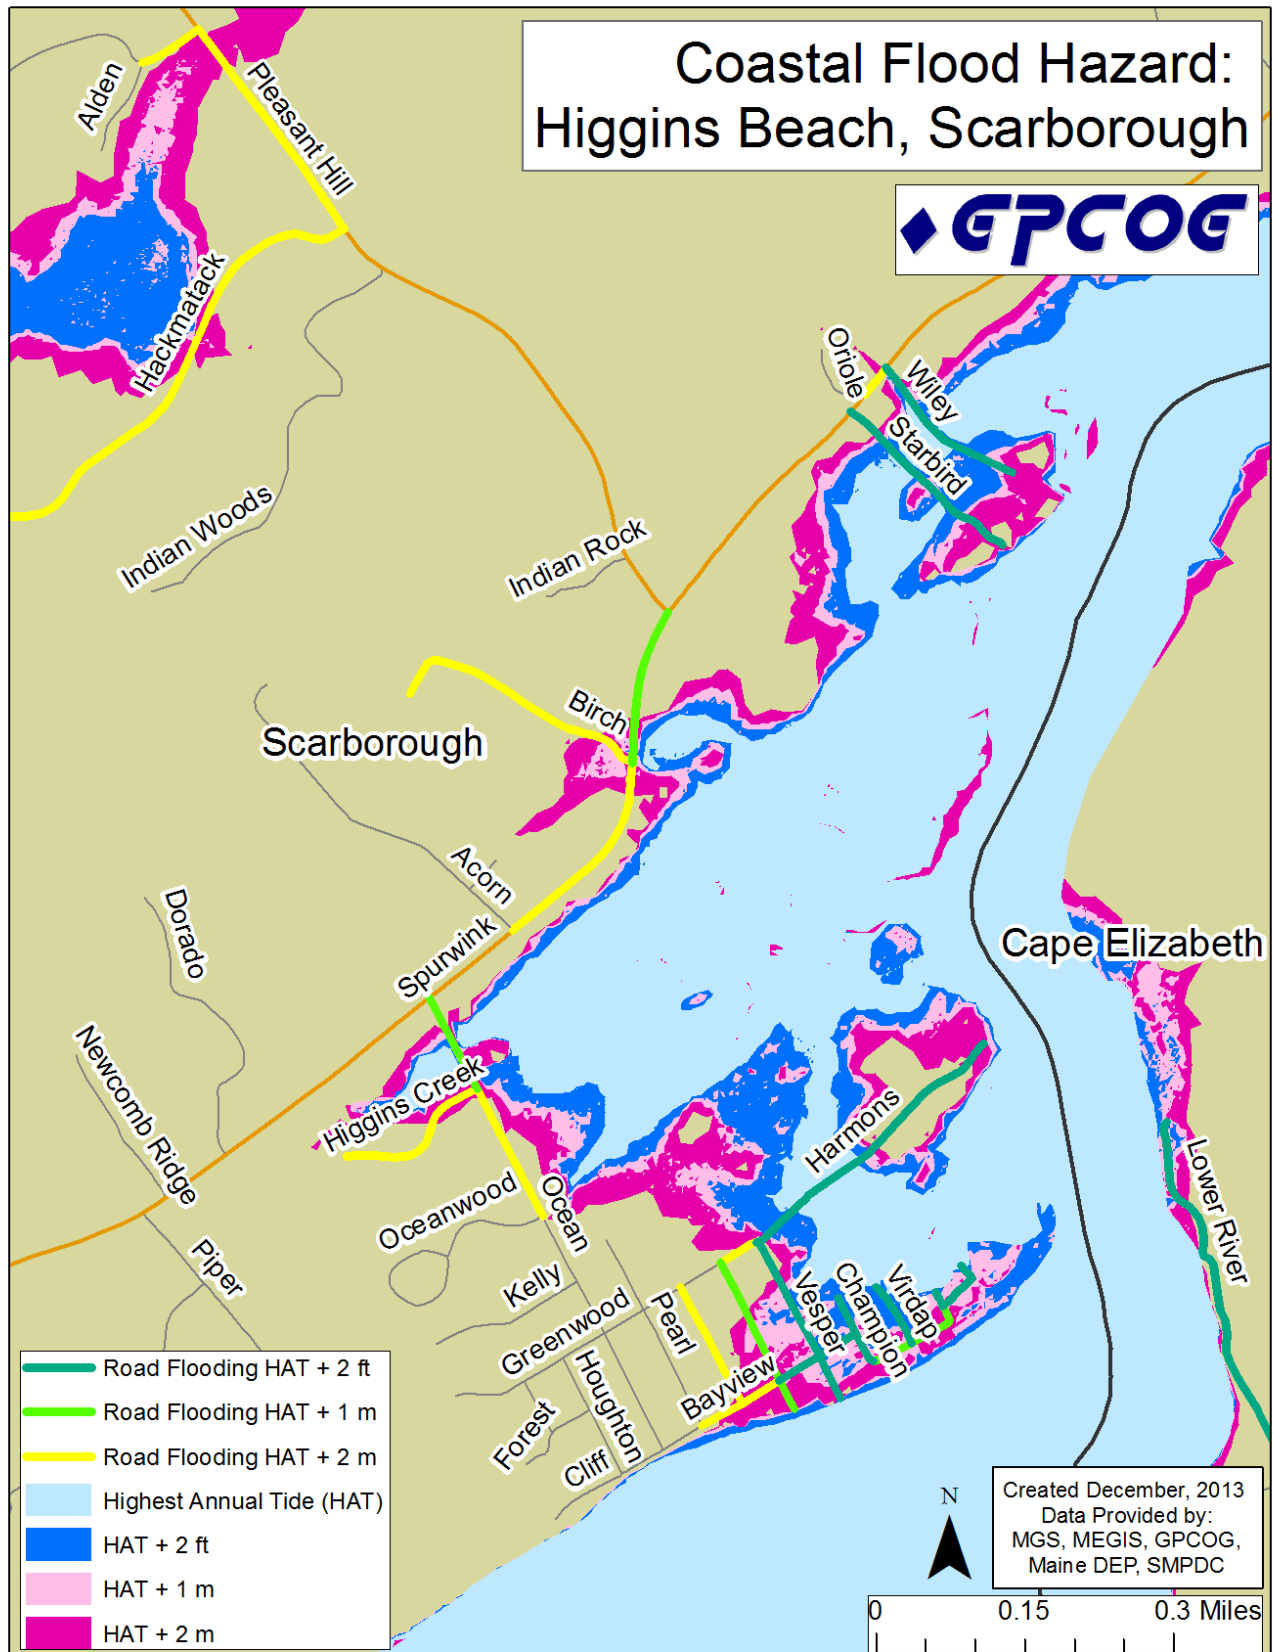 Coastal Flood Hazard:
Higgins Beach, Scarborough
GPCOG
Alden
Pleasant Hill
Hackmatack
Oriole
Wiley
Starbird
Indian Woods
Indian Rock
Birch
Scarborough
Acorn
Dorado
Spurwink
Cape Elizabeth
Newcomb Ridge
Higgins Creek
Harmons
Lower River
Oceanwood
Ocean
Piper
Kelly
Greenwood
Pearl
Vesper
Champion
Virdap
Houghton
Bayview
Forest
Cliff
Road Flooding HAT + 2 ft
Road Flooding HAT + 1 m
Road Flooding HAT + 2 m
Highest Annual Tide (HAT)
HAT + 2 ft
HAT + 1 m
HAT + 2 m
N
Created December, 2013
Data Provided by:
MGS, MEGIS, GPCOG,
Maine DEP, SMPDC
0 0.15 0.3 Miles